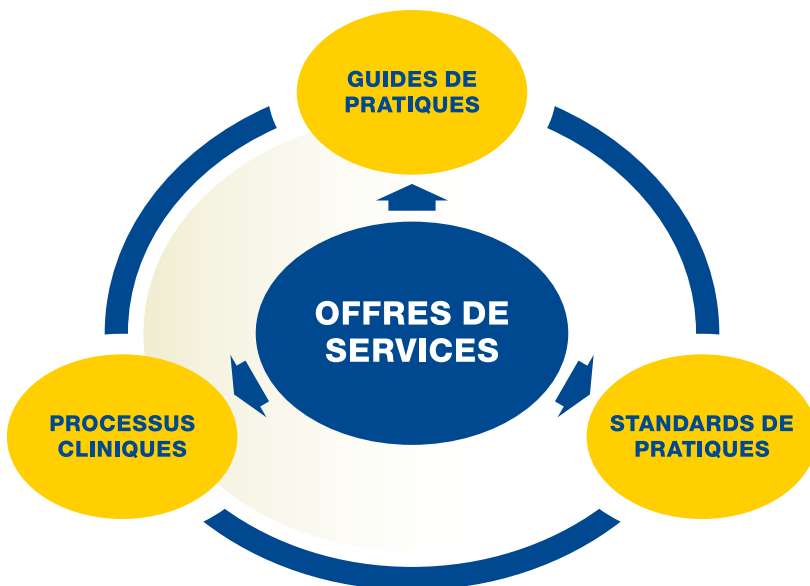 GUIDES DE
PRATIQUES
OFFRES DE
SERVICES
PROCESSUS
CLINIQUES
STANDARDS DE
PRATIQUES